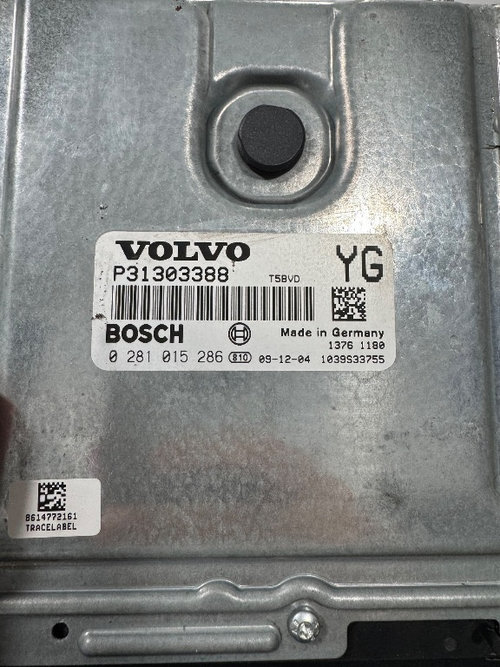 VOLVO YG
P31303388 T5BVD
BOSCH Made in Germany
1376 1180
0 281 015 286 810 09-12-04 1039S33755
8614772161
TRACELABEL